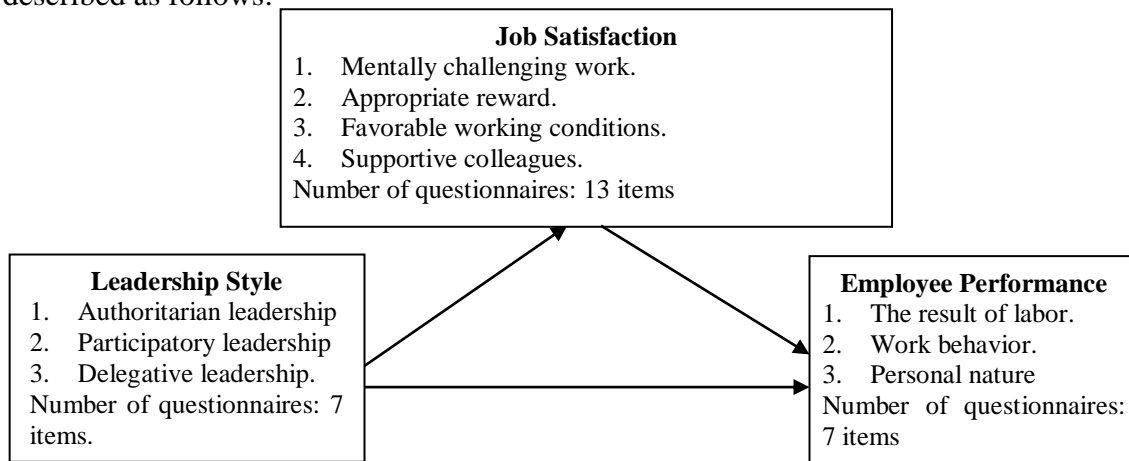 described as follows:
Job Satisfaction
1. Mentally challenging work.
2. Appropriate reward.
3. Favorable working conditions.
4. Supportive colleagues.
Number of questionnaires: 13 items
Leadership Style
1. Authoritarian leadership
2. Participatory leadership
3. Delegative leadership.
Number of questionnaires: 7
items.
Employee Performance
1. The result of labor.
2. Work behavior.
3. Personal nature
Number of questionnaires:
7 items